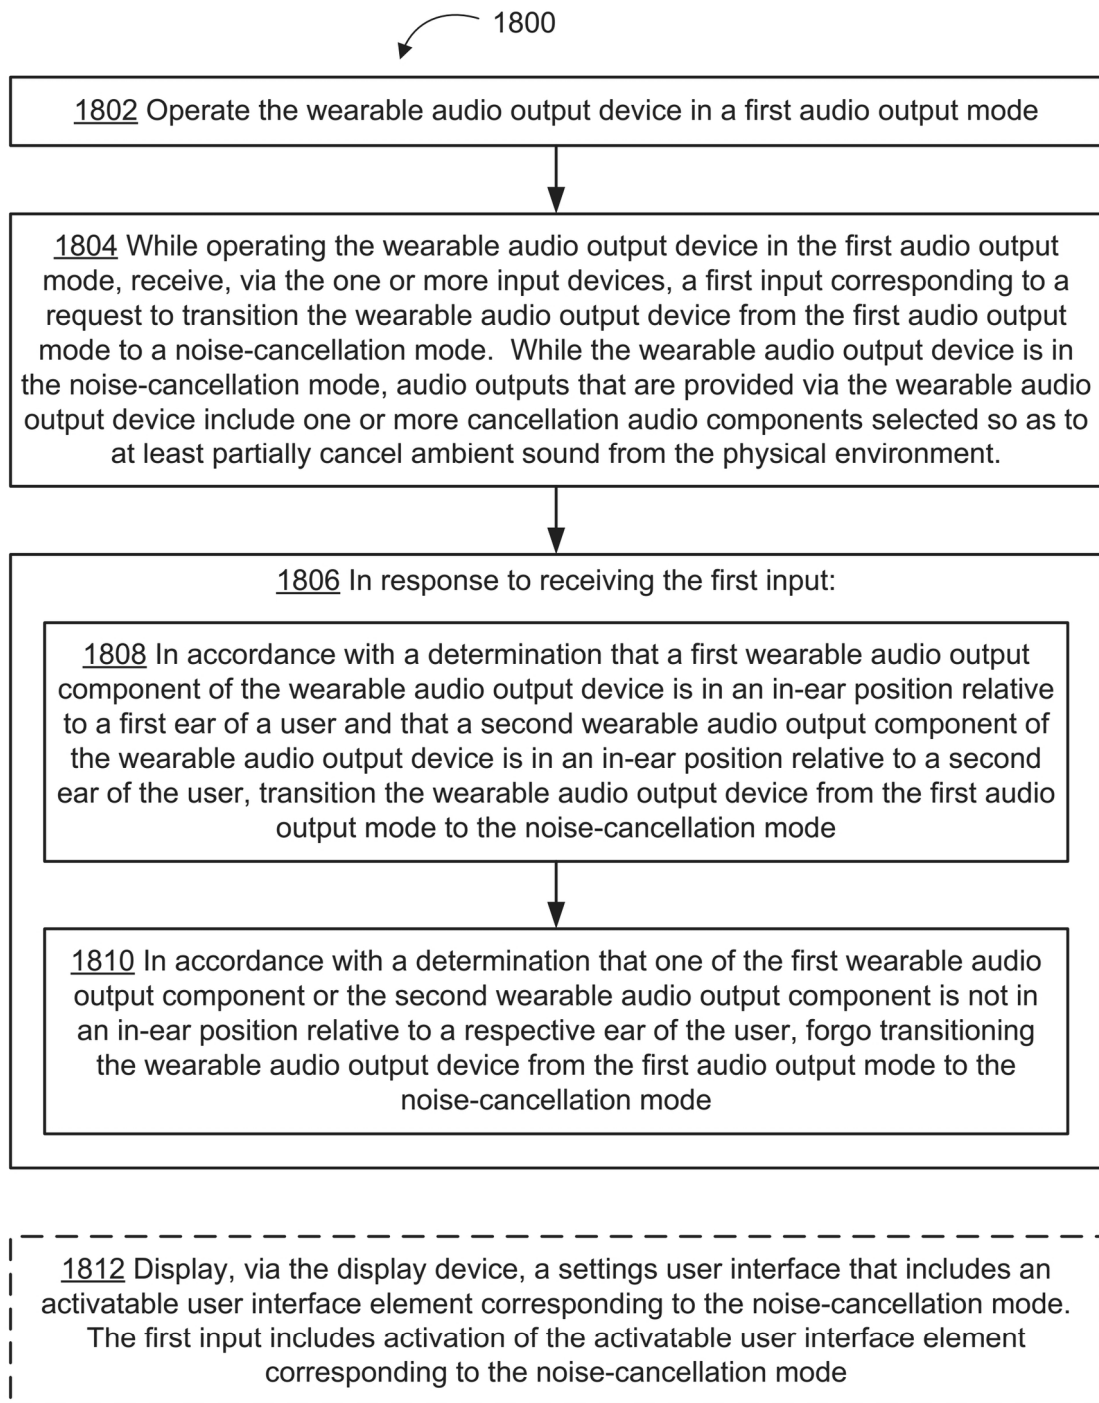 1800
1802 Operate the wearable audio output device in a first audio output mode
1804 While operating the wearable audio output device in the first audio output
mode, receive, via the one or more input devices, a first input corresponding to a
request to transition the wearable audio output device from the first audio output
mode to a noise-cancellation mode. While the wearable audio output device is in
the noise-cancellation mode, audio outputs that are provided via the wearable audio
output device include one or more cancellation audio components selected so as to
at least partially cancel ambient sound from the physical environment.
1806 In response to receiving the first input:
1808 In accordance with a determination that a first wearable audio output
component of the wearable audio output device is in an in-ear position relative
to a first ear of a user and that a second wearable audio output component of
the wearable audio output device is in an in-ear position relative to a second
ear of the user, transition the wearable audio output device from the first audio
output mode to the noise-cancellation mode
1810 In accordance with a determination that one of the first wearable audio
output component or the second wearable audio output component is not in
an in-ear position relative to a respective ear of the user, forgo transitioning
the wearable audio output device from the first audio output mode to the
noise-cancellation mode
1812 Display, via the display device, a settings user interface that includes an
activatable user interface element corresponding to the noise-cancellation mode.
The first input includes activation of the activatable user interface element
corresponding to the noise-cancellation mode